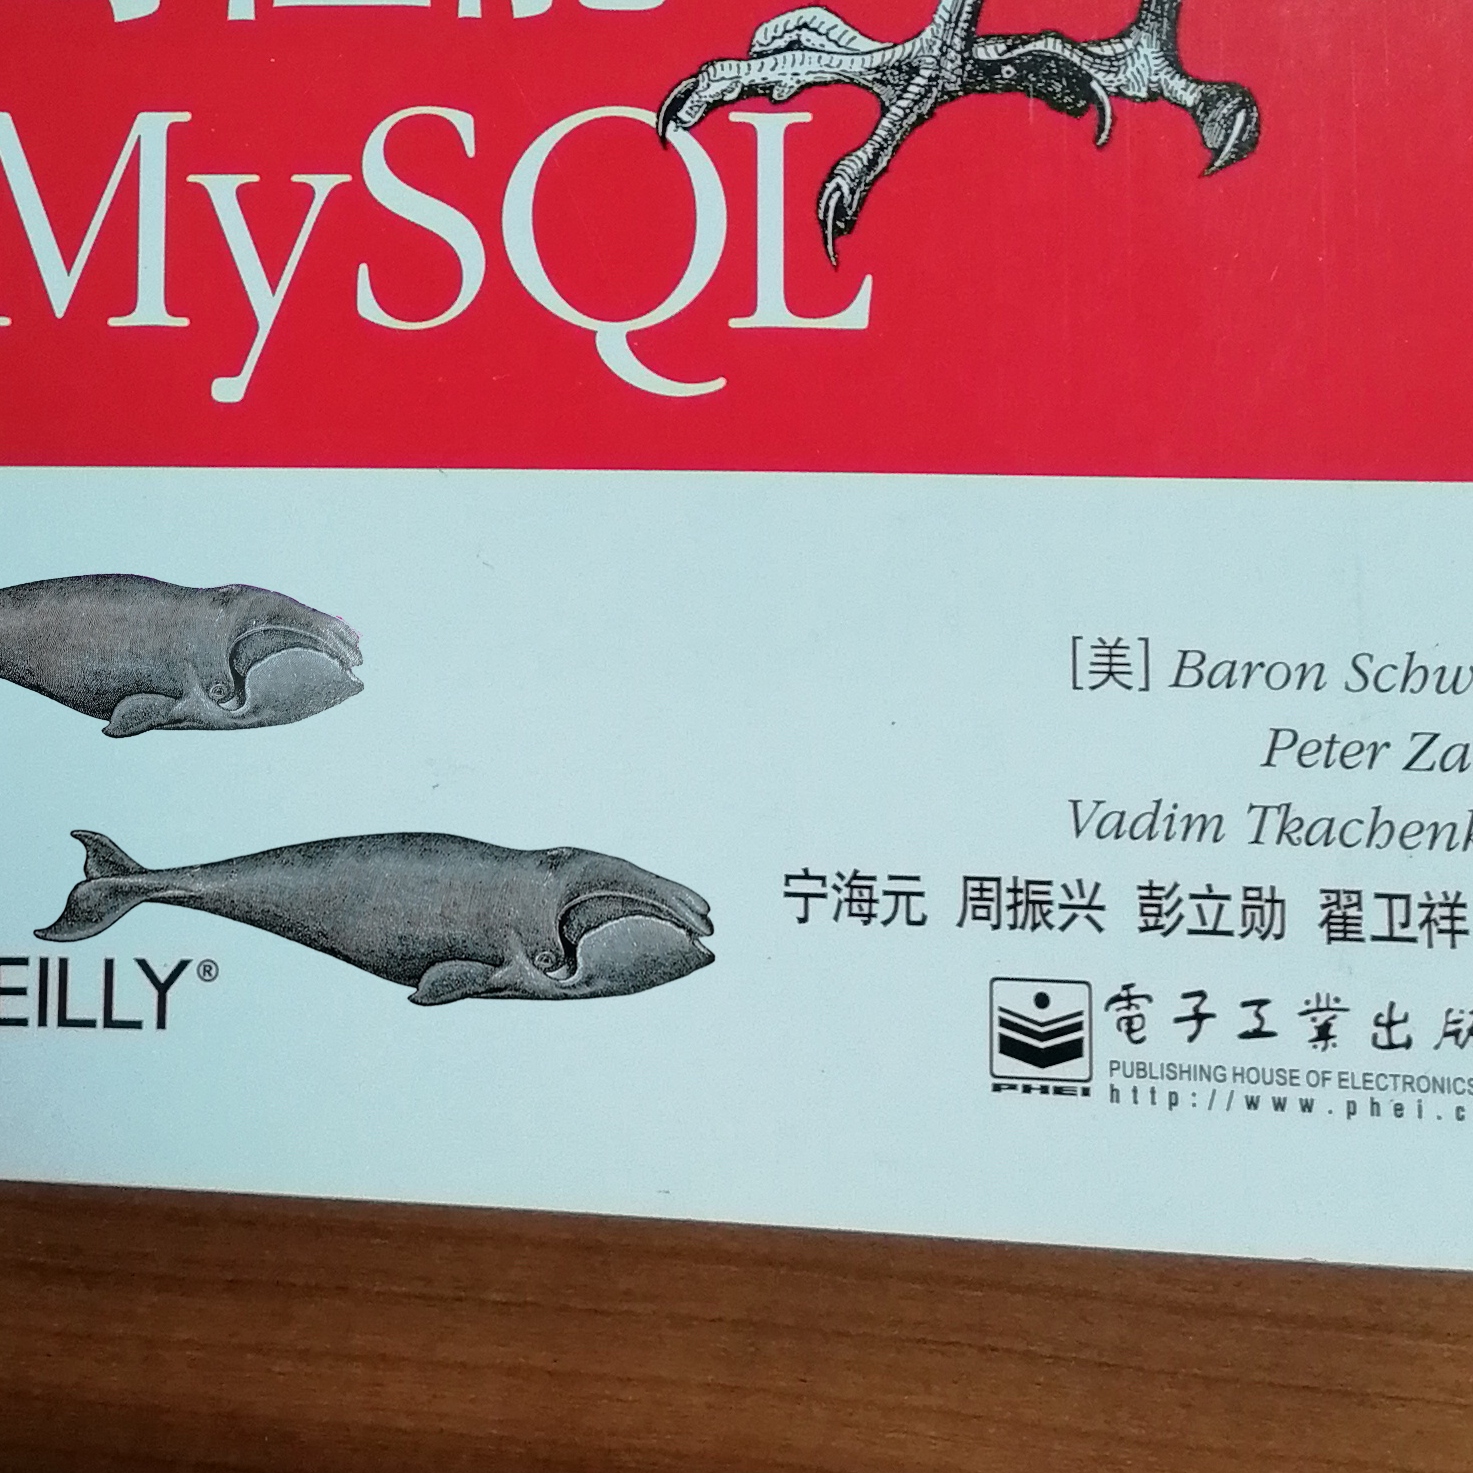 MySQL
[美] Baron Schw
Peter Za
Vadim Tkachenk
宁海元 周振兴 彭立勋 翟卫祥
EILLY®
電子工業出版
PHEI
PUBLISHING HOUSE OF ELECTRONICS
http://www.phei.c